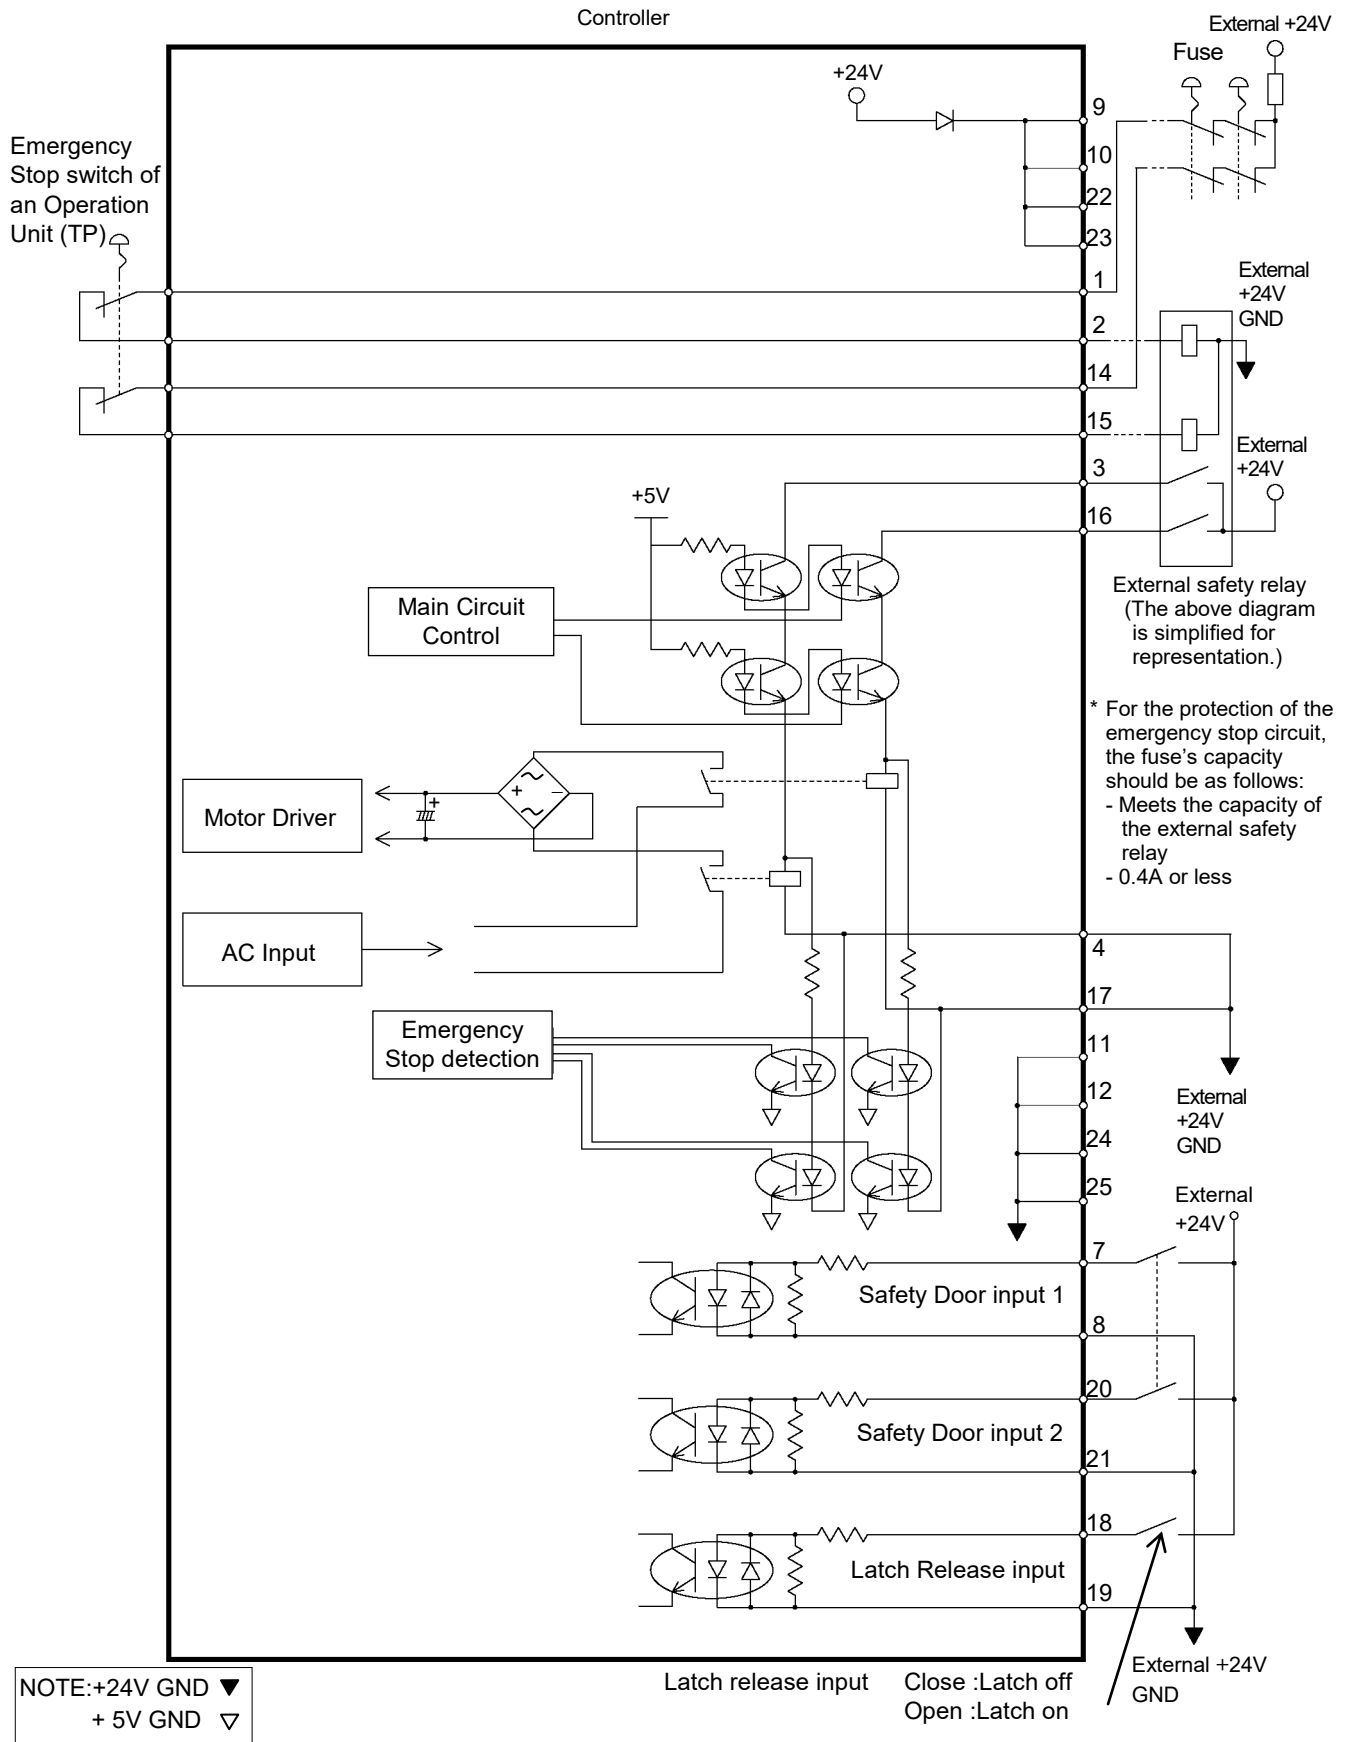 Controller
External +24V
Fuse
+24V
9
10
22
23
Emergency
Stop switch of
an Operation
Unit (TP)
1
2
14
15
3
16
External
+24V
GND
External
+24V
+5V
Main Circuit
Control
External safety relay
(The above diagram
is simplified for
representation.)
* For the protection of the
emergency stop circuit,
the fuse's capacity
should be as follows:
- Meets the capacity of
the external safety
relay
- 0.4A or less
Motor Driver
+
−
+
AC Input
4
17
Emergency
Stop detection
11
12
24
25
External
+24V
GND
External
+24V
7
Safety Door input 1
8
20
Safety Door input 2
21
18
Latch Release input
19
External +24V
GND
Latch release input Close :Latch off
Open :Latch on
NOTE:+24V GND ▼
+ 5V GND ▽